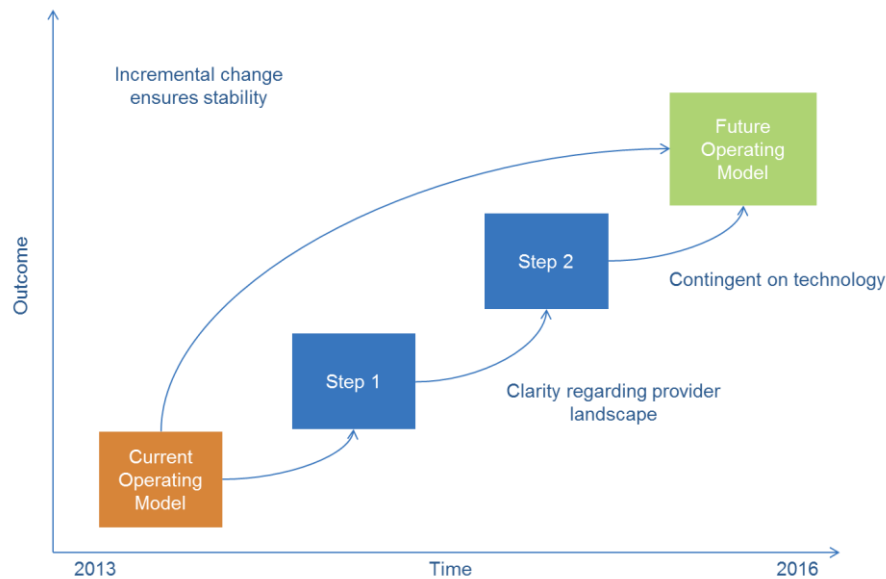 Incremental change
ensures stability
Future
Operating
Model
Outcome
Step 2
Contingent on technology
Step 1
Clarity regarding provider
landscape
Current
Operating
Model
2013
Time
2016